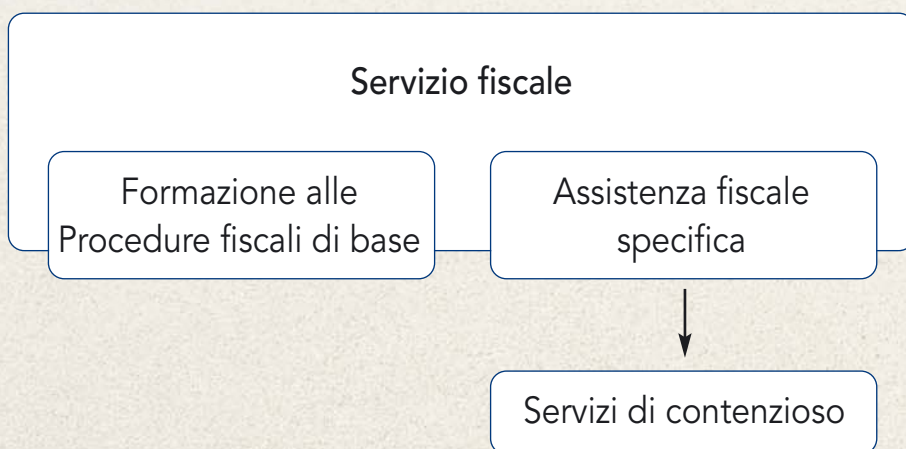 Servizio fiscale
Formazione alle
Procedure fiscali di base
Assistenza fiscale
specifica
Servizi di contenzioso